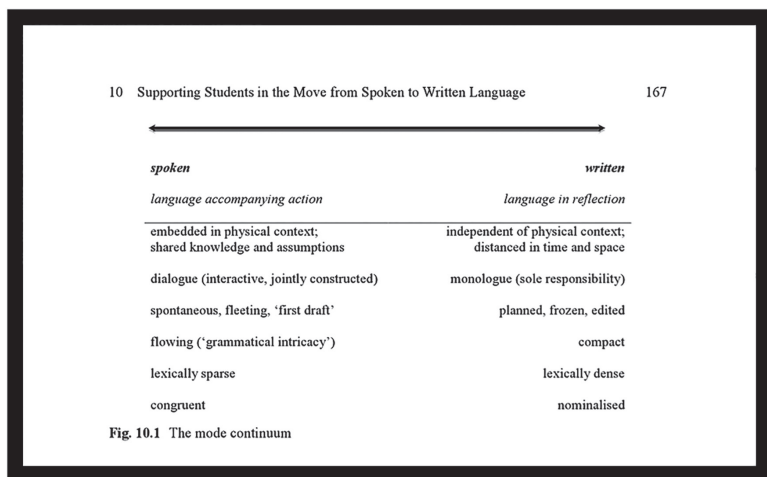 10 Supporting Students in the Move from Spoken to Written Language 167
spoken written
language accompanying action language in reflection
embedded in physical context; independent of physical context;
shared knowledge and assumptions distanced in time and space
dialogue (interactive, jointly constructed) monologue (sole responsibility)
spontaneous, fleeting, ‘first draft’ planned, frozen, edited
flowing (‘grammatical intricacy’) compact
lexically sparse lexically dense
congruent nominalised
Fig. 10.1 The mode continuum